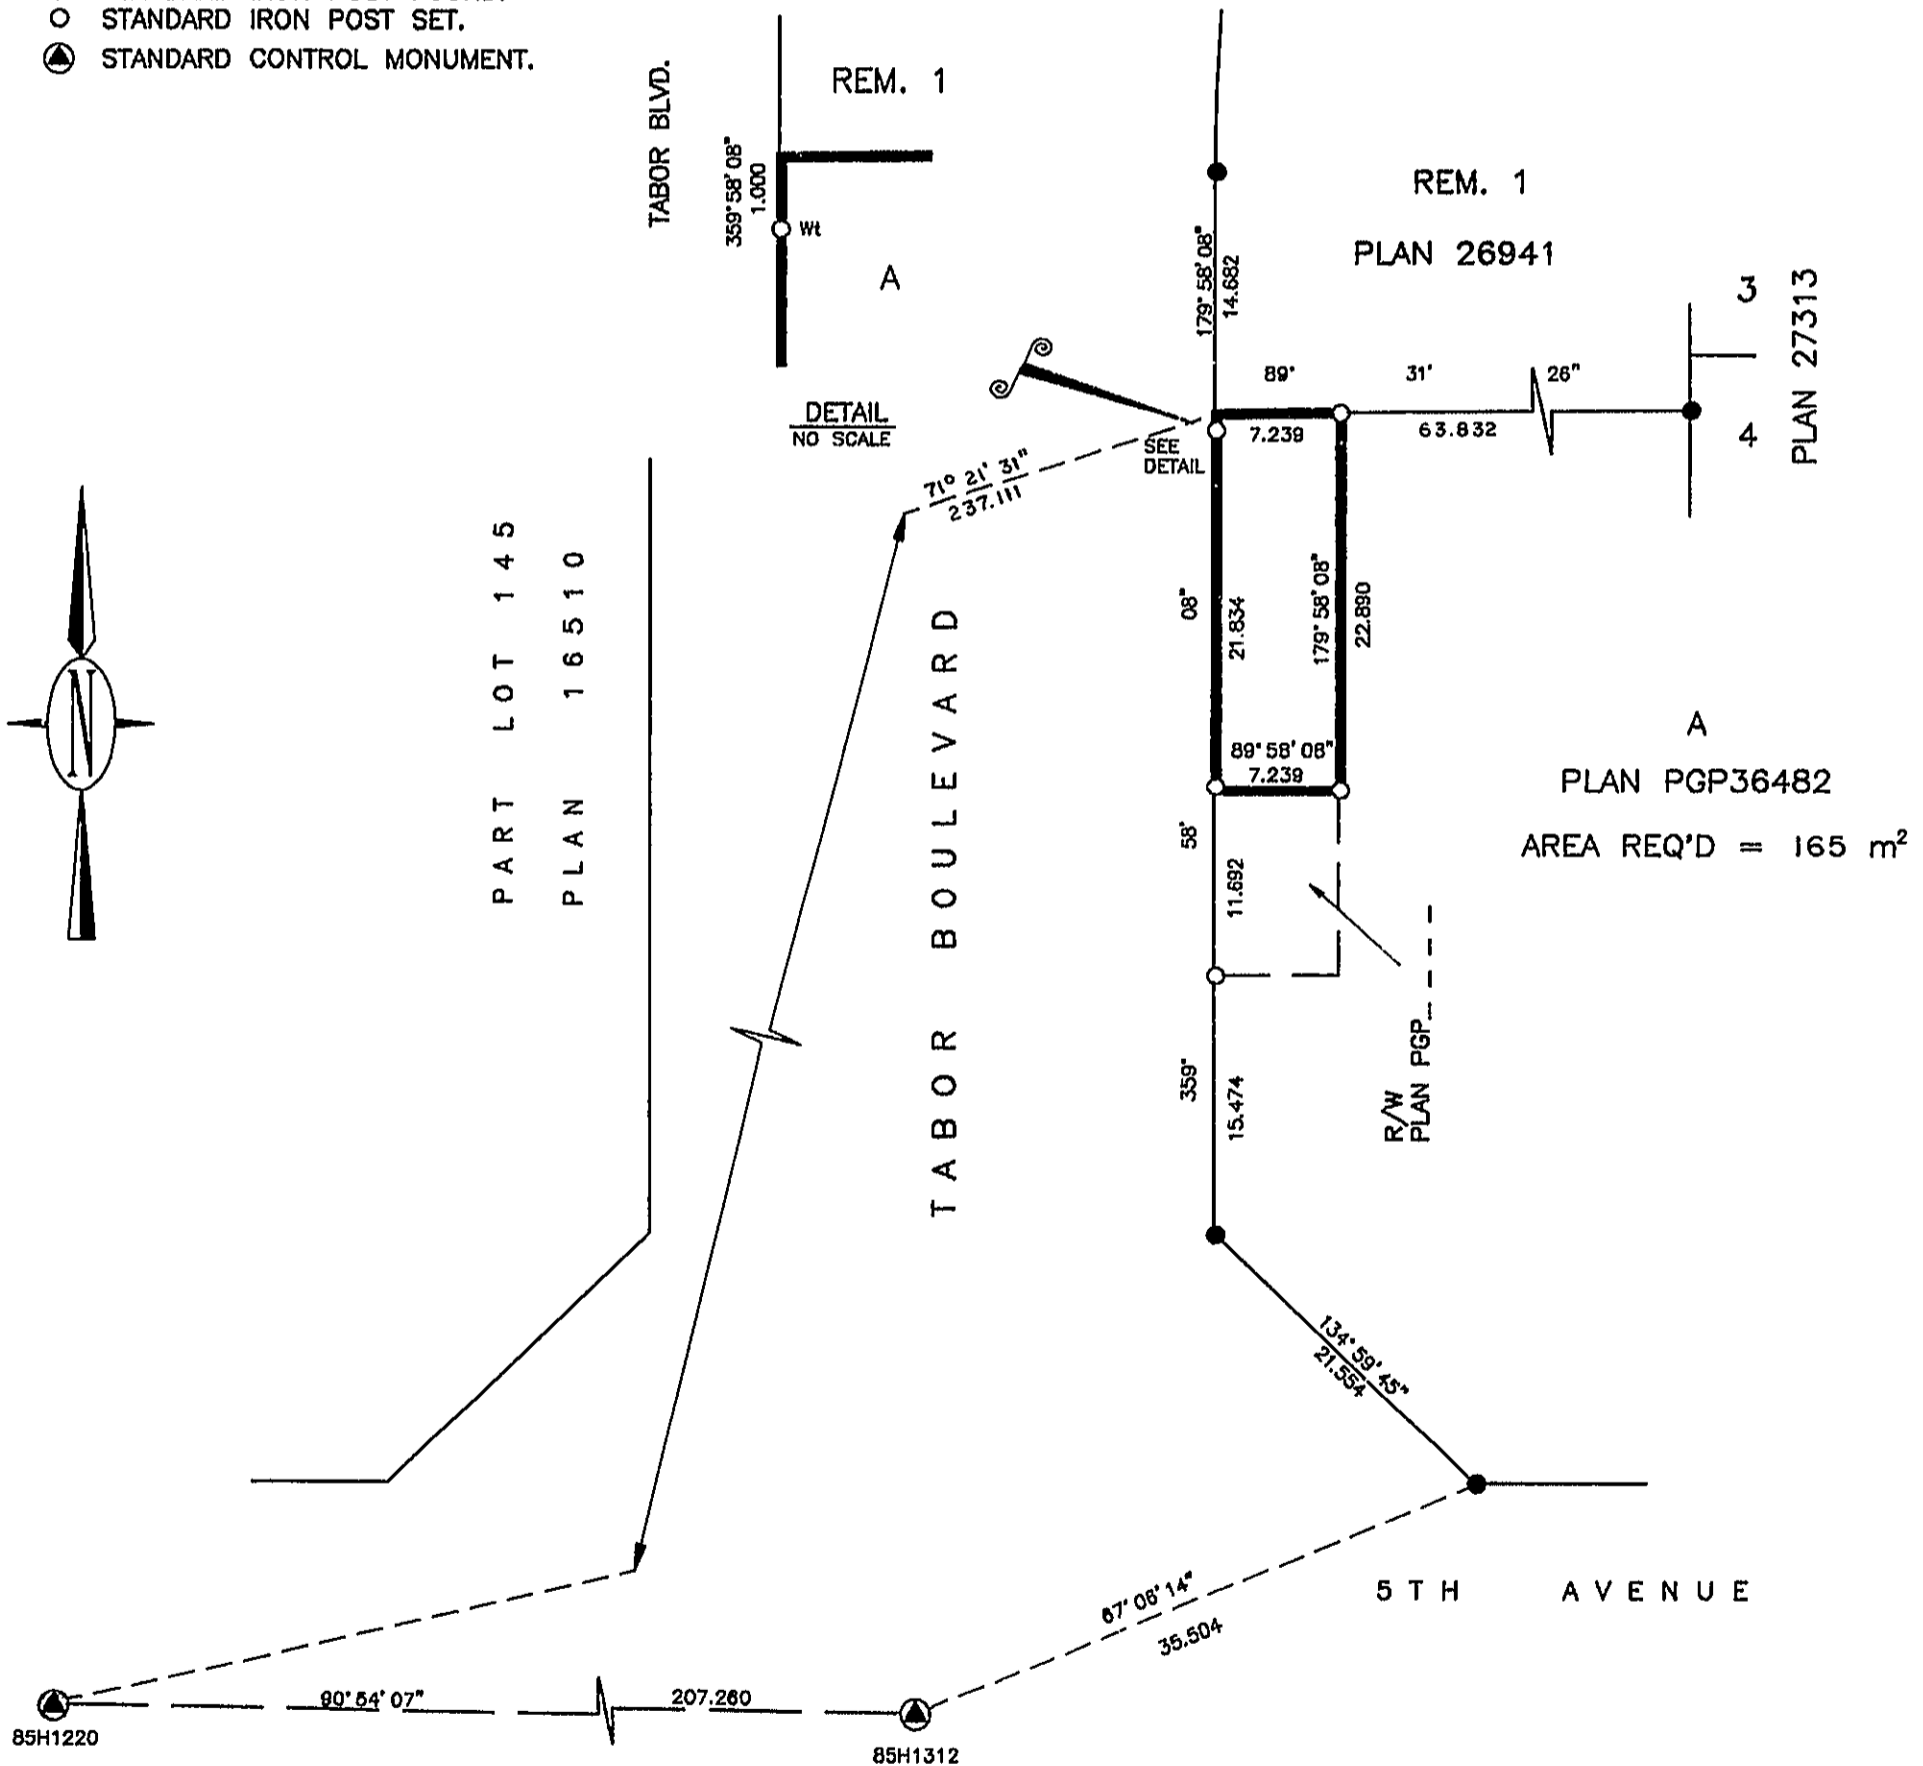 STANDARD IRON POST SET.
STANDARD CONTROL MONUMENT.
TABOR BLVD.
REM. 1
359°58'08"
1.000
Wt
A
DETAIL
NO SCALE
REM. 1
PLAN 26941
179°58'08"
14.682
3
4
PLAN 27313
89° 31' 26"
7.239
63.832
SEE
DETAIL
71° 21' 31"
237.111
PART LOT 145
PLAN 16510
TABOR BOULEVARD
359° 58' 08"
21.834
179°58'08"
22.890
89°58'08"
7.239
11.692
15.474
A
PLAN PGP36482
AREA REQ'D = 165 m²
R/W
PLAN PGP_ _ _ _
134°59'45"
21.554
5TH AVENUE
67°06'14"
35.504
90°54'07"
207.260
85H1220
85H1312
N